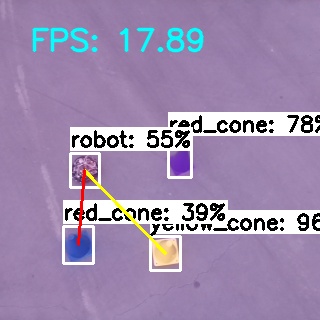 FPS: 17.89
red_cone: 78%
robot: 55%
red_cone: 39%
yellow_cone: 96